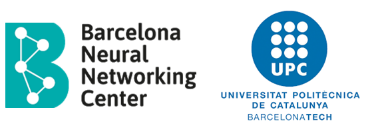 Barcelona
Neural
Networking
Center
UPC
UNIVERSITAT POLITÈCNICA
DE CATALUNYA
BARCELONATECH